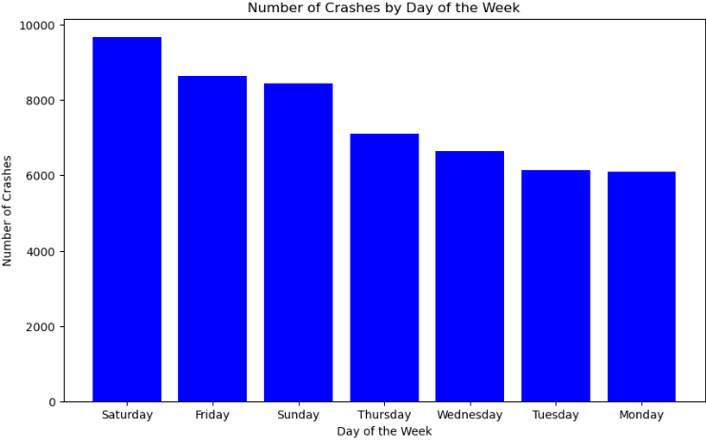 Number of Crashes by Day of the Week
10000
8000
6000
4000
2000
0
Number of Crashes
Saturday Friday Sunday Thursday Wednesday Tuesday Monday
Day of the Week